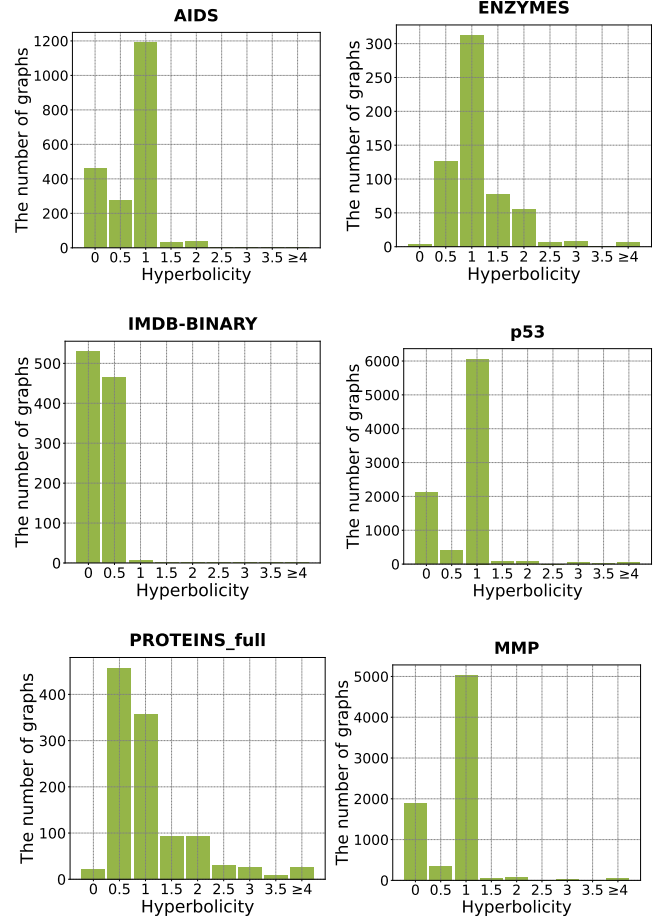 AIDS
The number of graphs
1200
1000
800
600
400
200
0
0 0.5 1 1.5 2 2.5 3 3.5 ≥4
Hyperbolicity
ENZYMES
The number of graphs
300
250
200
150
100
50
0
0 0.5 1 1.5 2 2.5 3 3.5 ≥4
Hyperbolicity
IMDB-BINARY
The number of graphs
500
400
300
200
100
0
0 0.5 1 1.5 2 2.5 3 3.5 ≥4
Hyperbolicity
p53
The number of graphs
6000
5000
4000
3000
2000
1000
0
0 0.5 1 1.5 2 2.5 3 3.5 ≥4
Hyperbolicity
PROTEINS_full
The number of graphs
400
300
200
100
0
0 0.5 1 1.5 2 2.5 3 3.5 ≥4
Hyperbolicity
MMP
The number of graphs
5000
4000
3000
2000
1000
0
0 0.5 1 1.5 2 2.5 3 3.5 ≥4
Hyperbolicity